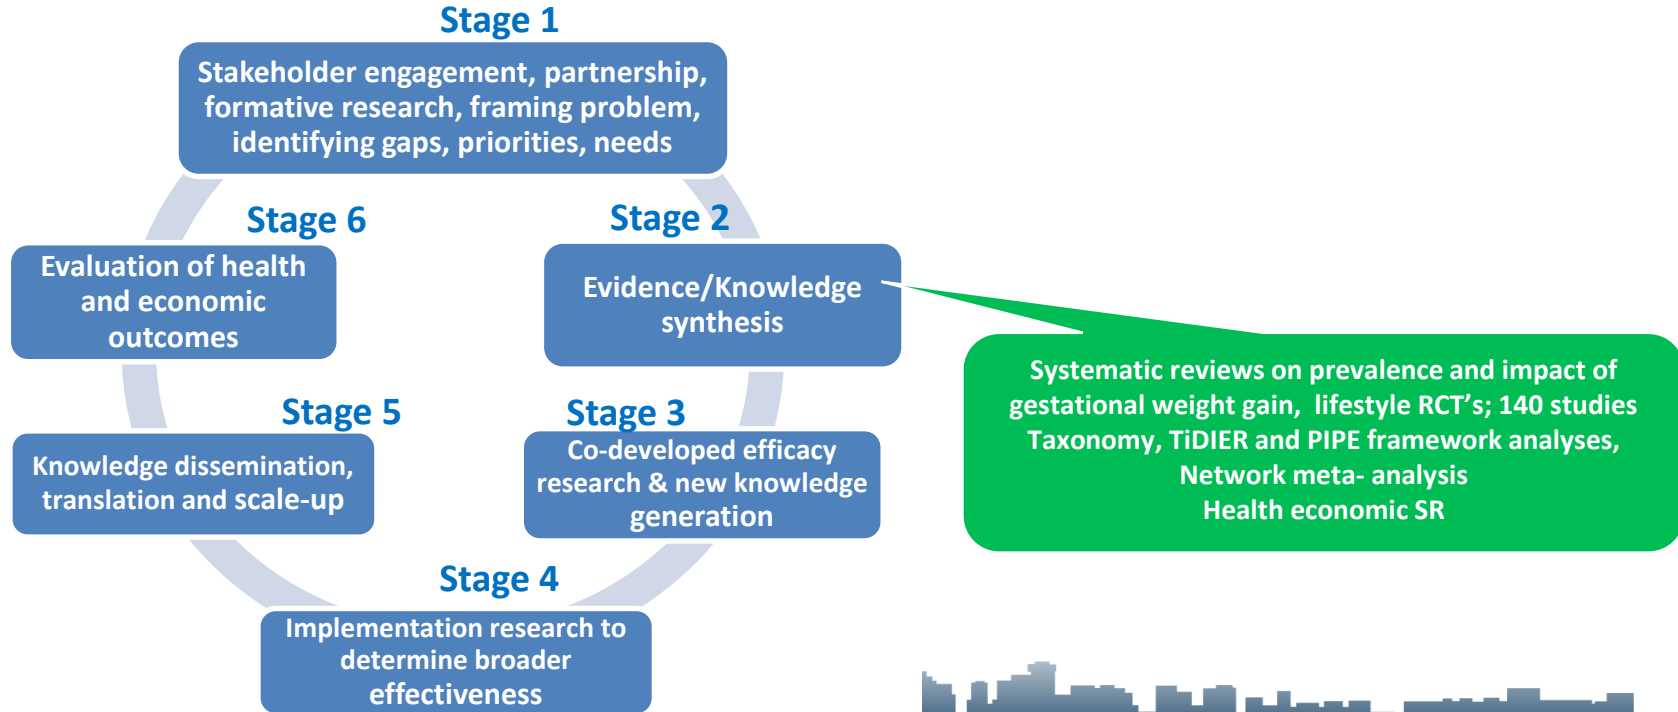 Stage 1
Stakeholder engagement, partnership,
formative research, framing problem,
identifying gaps, priorities, needs
Stage 2
Evidence/Knowledge
synthesis
Systematic reviews on prevalence and impact of
gestational weight gain, lifestyle RCT's; 140 studies
Taxonomy, TiDIER and PIPE framework analyses,
Network meta- analysis
Health economic SR
Stage 3
Co-developed efficacy
research & new knowledge
generation
Stage 4
Implementation research to
determine broader
effectiveness
Stage 5
Knowledge dissemination,
translation and scale-up
Stage 6
Evaluation of health
and economic
outcomes